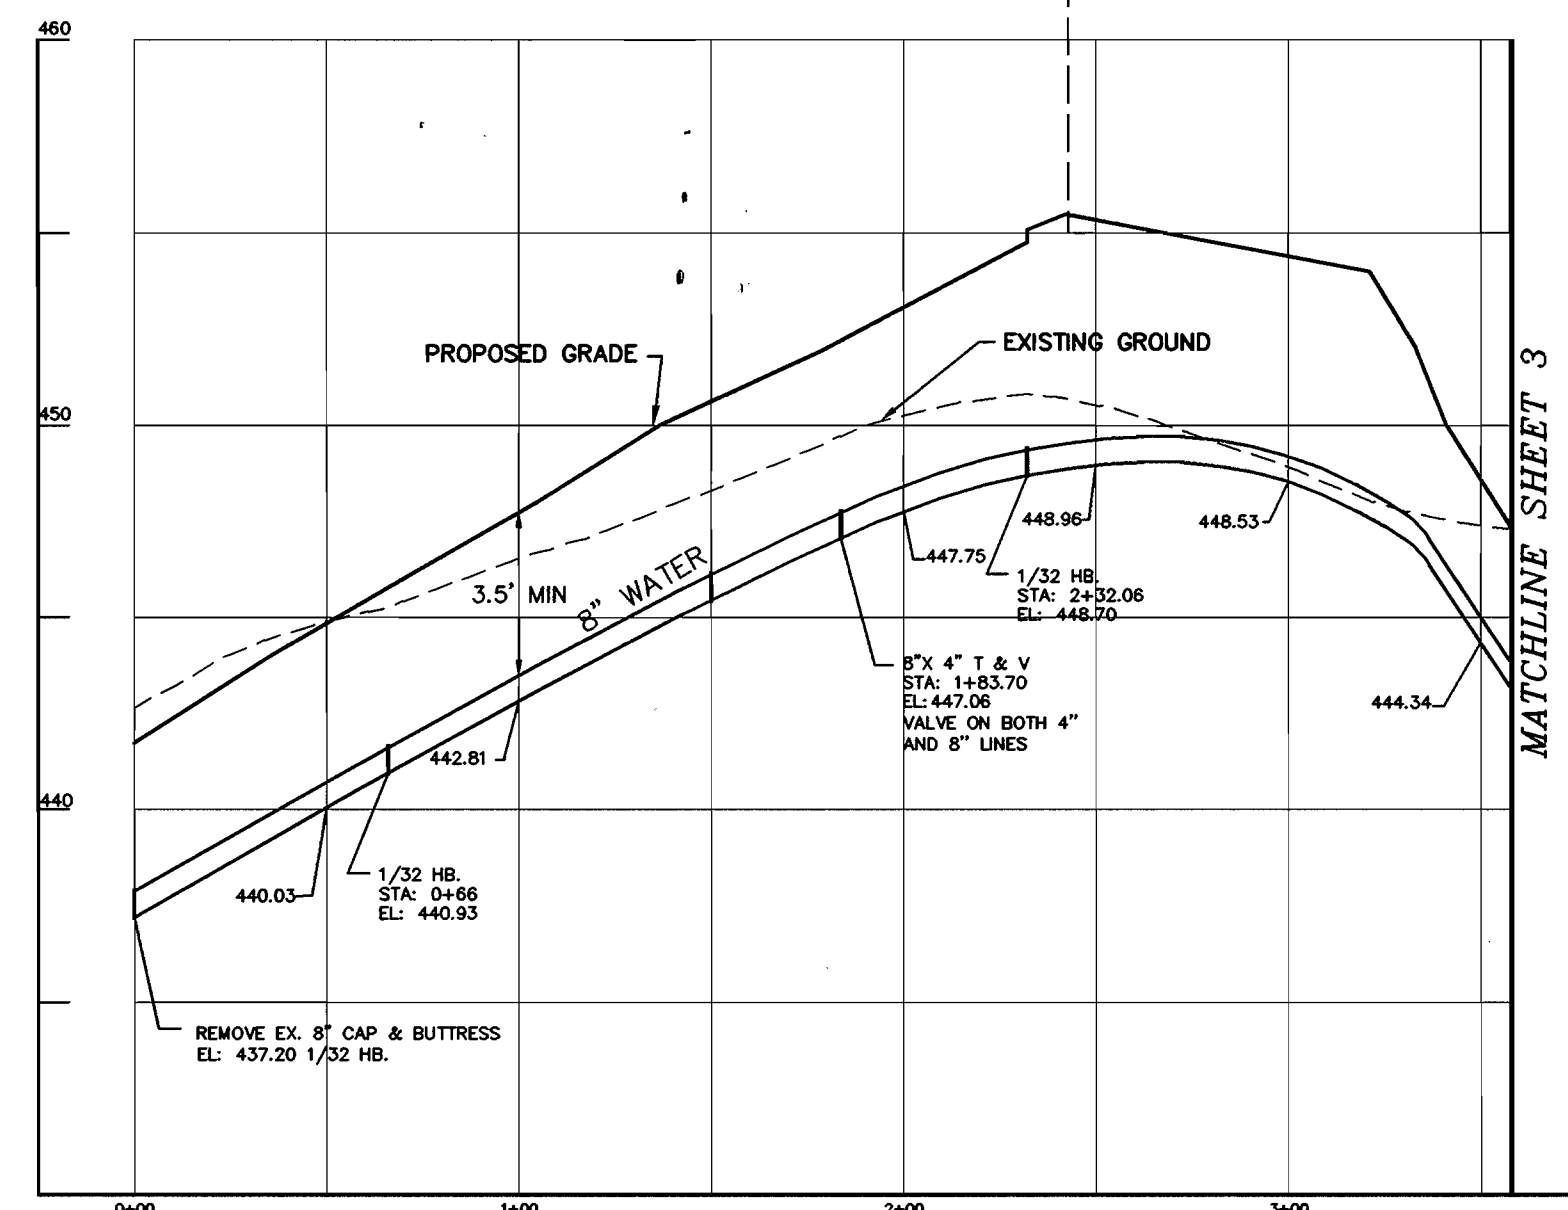 460
PROPOSED GRADE
EXISTING GROUND
450
448.96
448.53
447.75
3.5' MIN
8" WATER
1/32 HB.
STA: 2+32.06
EL: 448.70
8"X 4" T & V
STA: 1+83.70
EL: 447.06
VALVE ON BOTH 4"
AND 8" LINES
444.34
442.81
440
440.03
1/32 HB.
STA: 0+66
EL: 440.93
REMOVE EX. 8" CAP & BUTTRESS
EL: 437.20 1/32 HB.
MATCHLINE SHEET 3
0+00
1+00
2+00
3+00